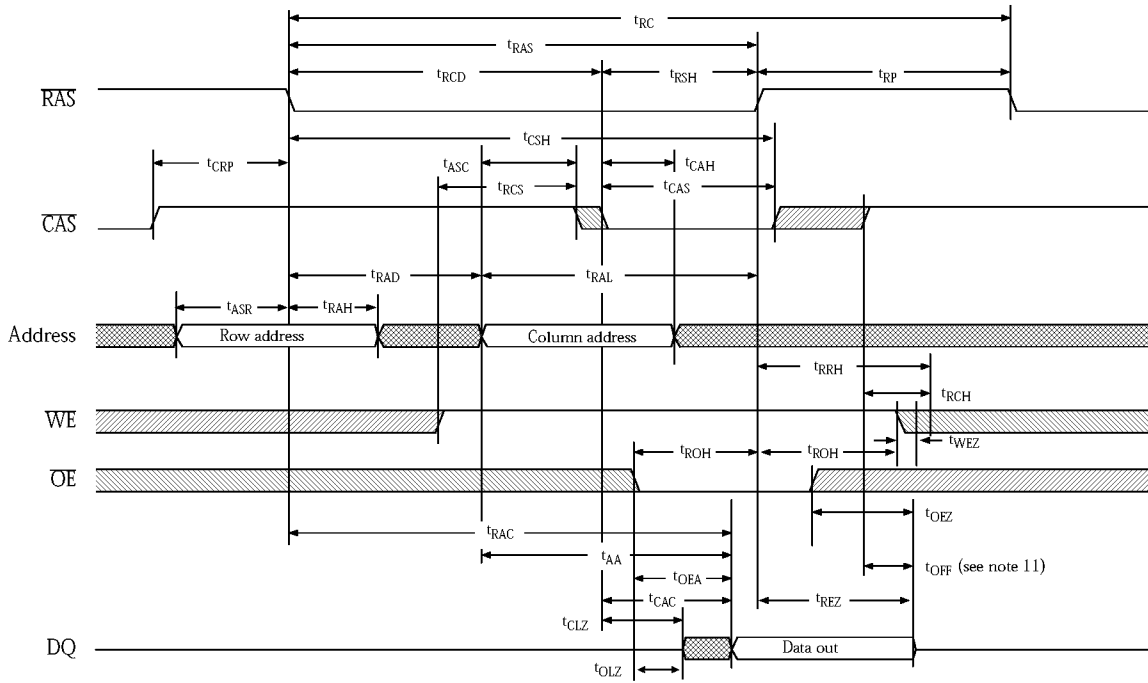 tRC
tRAS
tRCD
tRSH
tRP
RAS
tCSH
tCRP
tASC
tCAH
tRCS
tCAS
CAS
tRAD
tRAL
tASR
tRAH
Address
Row address
Column address
tRRH
tRCH
WE
tWEZ
tROH
tROH
OE
tOEZ
tRAC
tAA
tOFF (see note 11)
tOEA
tCAC
tREZ
tCLZ
DQ
Data out
tOLZ